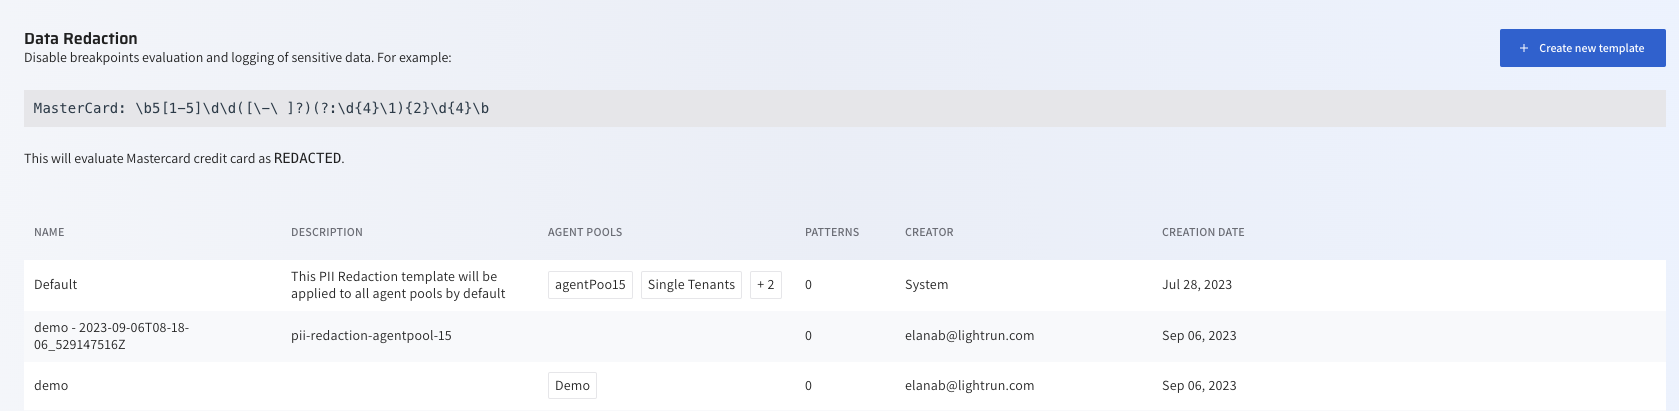 Data Redaction
Disable breakpoints evaluation and logging of sensitive data. For example:
+ Create new template
MasterCard: \b5[1-5]\d\d([\-\ ]?)(?:\d{4}\1){2}\d{4}\b
This will evaluate Mastercard credit card as REDACTED.
NAME DESCRIPTION AGENT POOLS PATTERNS CREATOR CREATION DATE
Default
This PII Redaction template will be
applied to all agent pools by default
agentPoo15 Single Tenants + 2 0 System Jul 28, 2023
demo - 2023-09-06T08-18-
06_529147516Z
pii-redaction-agentpool-15 0 elanab@lightrun.com Sep 06, 2023
demo Demo 0 elanab@lightrun.com Sep 06, 2023